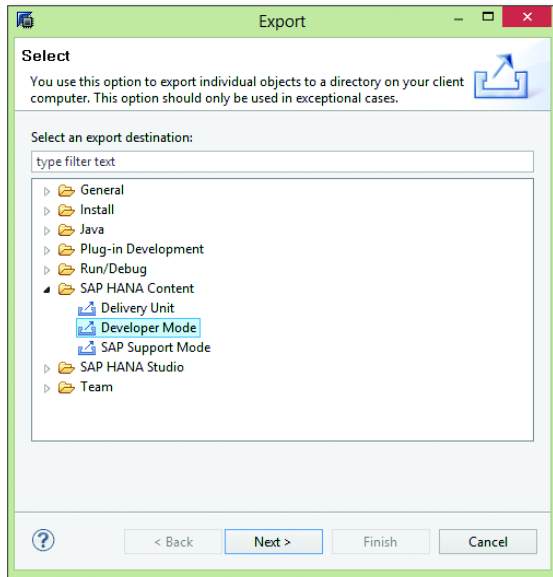 Export
Select
You use this option to export individual objects to a directory on your client
computer. This option should only be used in exceptional cases.
Select an export destination:
type filter text
General
Install
Java
Plug-in Development
Run/Debug
SAP HANA Content
Delivery Unit
Developer Mode
SAP Support Mode
SAP HANA Studio
Team
?
< Back Next > Finish Cancel